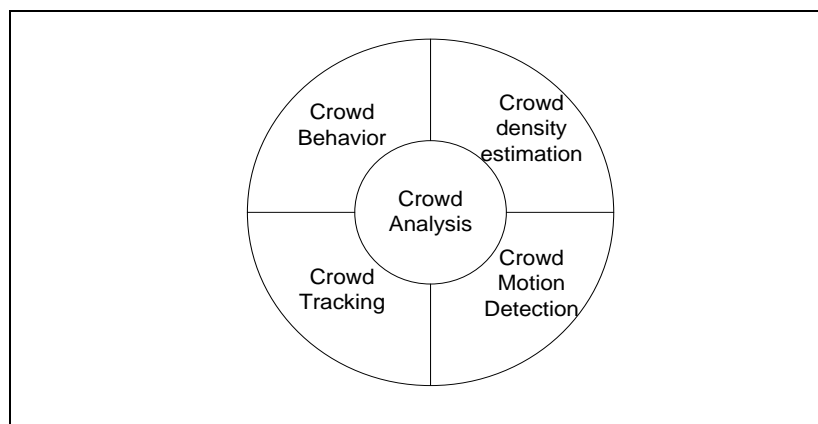 Crowd
Behavior
Crowd
density
estimation
Crowd
Analysis
Crowd
Tracking
Crowd
Motion
Detection